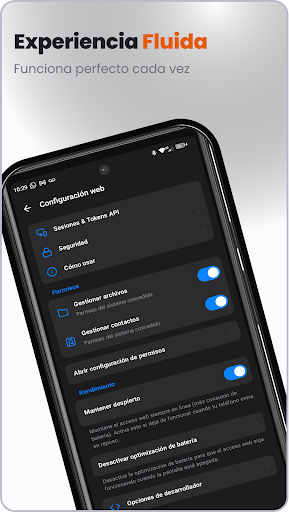 Experiencia Fluida
Funciona perfecto cada vez
15:29
Configuración web
Sesiones & Tokens API
Seguridad
Cómo usar
Permisos
Gestionar archivos
Permiso del sistema concedido
Gestionar contactos
Permiso del sistema concedido
Abrir configuración de permisos
Rendimiento
Mantener despierto
Mantiene el acceso web siempre en línea (más consumo de
batería). Activa esto si deja de funcionar cuando tu teléfono entra
en reposo.
Desactivar optimización de batería
Desactiva la optimización de batería para que el acceso web siga
funcionando cuando la pantalla esté apagada.
Opciones de desarrollador